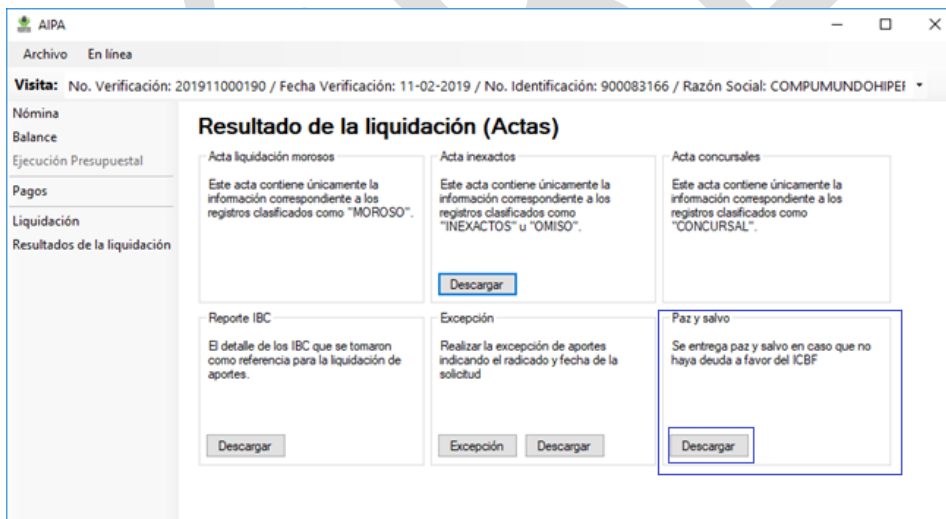 AIPA
Archivo En línea
Visita: No. Verificación: 201911000190 / Fecha Verificación: 11-02-2019 / No. Identificación: 900083166 / Razón Social: COMPUMUNDOHIPER
Nómina
Balance
Ejecución Presupuestal
Pagos
Liquidación
Resultados de la liquidación
Resultado de la liquidación (Actas)
Acta liquidación morosos
Este acta contiene únicamente la
información correspondiente a los
registros clasificados como "MOROSO".
Acta inexactos
Este acta contiene únicamente la
información correspondiente a los
registros clasificados como
"INEXACTOS" u "OMISO".
Descargar
Acta concursales
Este acta contiene únicamente la
información correspondiente a los
registros clasificados como
"CONCURSAL".
Reporte IBC
El detalle de los IBC que se tomaron
como referencia para la liquidación de
aportes.
Descargar
Excepción
Realizar la excepción de aportes
indicando el radicado y fecha de la
solicitud
Excepción Descargar
Paz y salvo
Se entrega paz y salvo en caso que no
haya deuda a favor del ICBF
Descargar